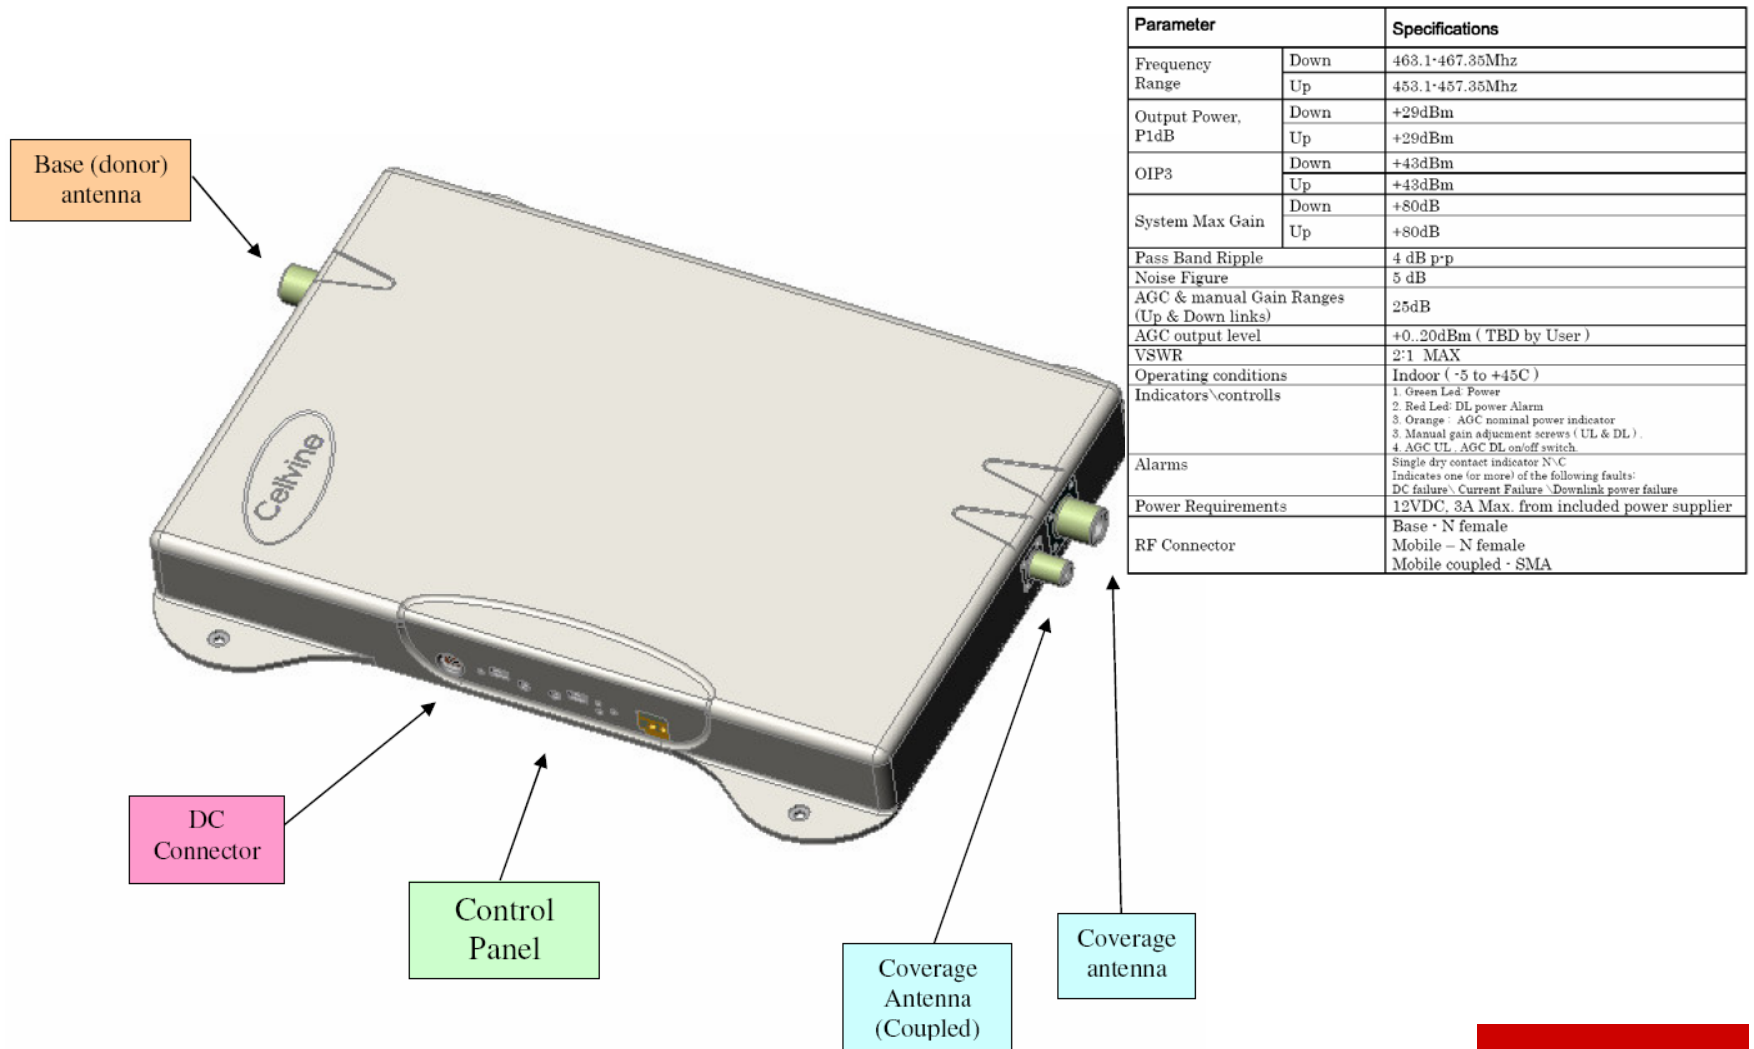 Parameter Specifications
Frequency Range Down 463.1-467.35Mhz
Up 453.1-457.35Mhz
Output Power, P1dB Down +29dBm
Up +29dBm
OIP3 Down +43dBm
Up +43dBm
System Max Gain Down +80dB
Up +80dB
Pass Band Ripple 4 dB p-p
Noise Figure 5 dB
AGC & manual Gain Ranges
(Up & Down links) 25dB
AGC output level +0..20dBm ( TBD by User )
VSWR 2:1 MAX
Operating conditions Indoor ( -5 to +45C )
Indicators\controlls 1. Green Led: Power
2. Red Led: DL power Alarm
3. Orange : AGC nominal power indicator
3. Manual gain adjucment screws ( UL & DL ) .
4. AGC UL , AGC DL on/off switch.
Alarms Single dry contact indicator N\C
Indicates one (or more) of the following faults:
DC failure\ Current Failure \Downlink power failure
Power Requirements 12VDC, 3A Max. from included power supplier
RF Connector Base - N female
Mobile – N female
Mobile coupled - SMA
Base (donor)
antenna
Cellvine
DC
Connector
Control
Panel
Coverage
Antenna
(Coupled)
Coverage
antenna